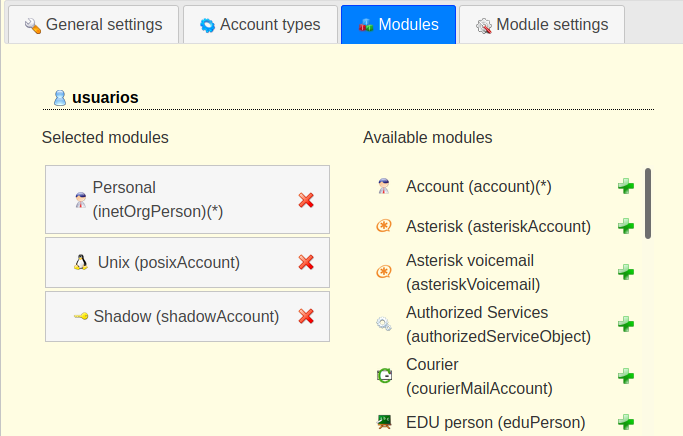 General settings
Account types
Modules
Module settings
usuarios
Selected modules
Available modules
Personal
(inetOrgPerson)(*)
Unix (posixAccount)
Shadow (shadowAccount)
Account (account)(*)
Asterisk (asteriskAccount)
Asterisk voicemail
(asteriskVoicemail)
Authorized Services
(authorizedServiceObject)
Courier
(courierMailAccount)
EDU person (eduPerson)